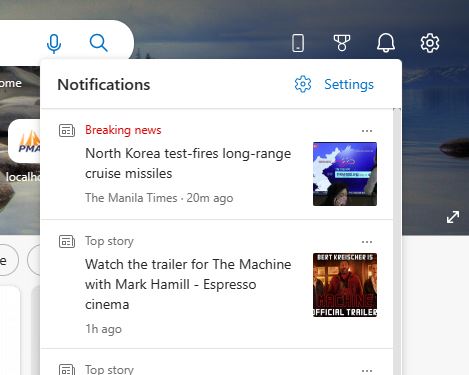 ome
Notifications
Settings
PMA
localho
Breaking news
North Korea test-fires long-range
cruise missiles
The Manila Times · 20m ago
e
Top story
Watch the trailer for The Machine
with Mark Hamill - Espresso
cinema
1h ago
BERT KREISCHER IS
MACHINE
OFFICIAL TRAILER
Top story